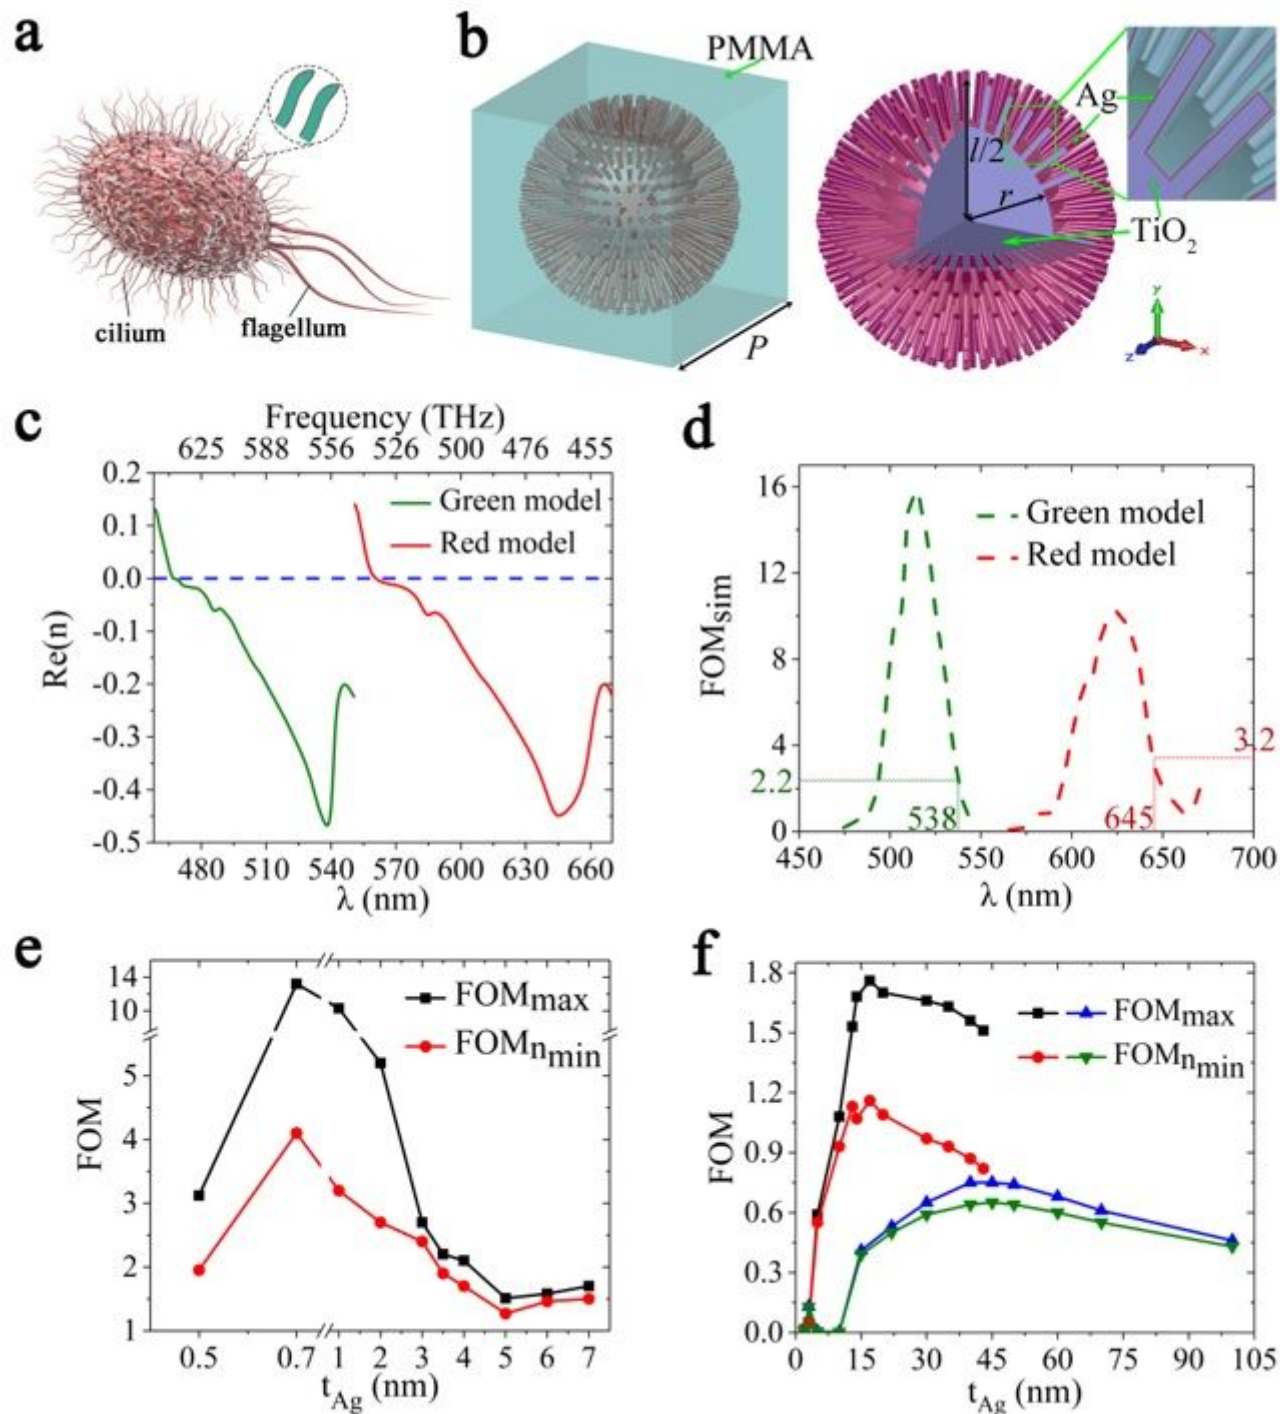 a
cilium
flagellum
b
PMMA
P
l/2
r
Ag
TiO2
y
z
x
c
Frequency (THz)
625 588 556 526 500 476 455
0.2
0.1
0.0
-0.1
-0.2
-0.3
-0.4
-0.5
Re(n)
Green model
Red model
480 510 540 570 600 630 660
λ (nm)
d
16
12
8
4
0
FOMsim
Green model
Red model
2.2
3.2
538
645
450 500 550 600 650 700
λ (nm)
e
14
10
5
4
3
2
1
FOM
FOMmax
FOMnmin
0.5 0.7 1 2 3 4 5 6 7
tAg (nm)
f
1.8
1.5
1.2
0.9
0.6
0.3
0.0
FOM
FOMmax
FOMnmin
0 15 30 45 60 75 90 105
tAg (nm)